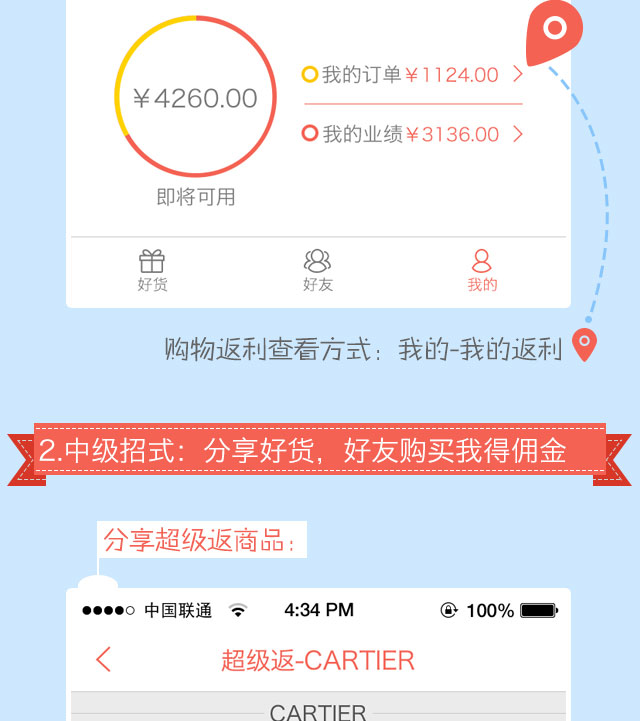 我的订单¥1124.00
¥4260.00
我的业绩¥3136.00
即将可用
好货 好友 我的
购物返利查看方式：我的-我的返利
2.中级招式：分享好货，好友购买我得佣金
分享超级返商品：
中国联通 4:34 PM 100%
超级返-CARTIER
CARTIER